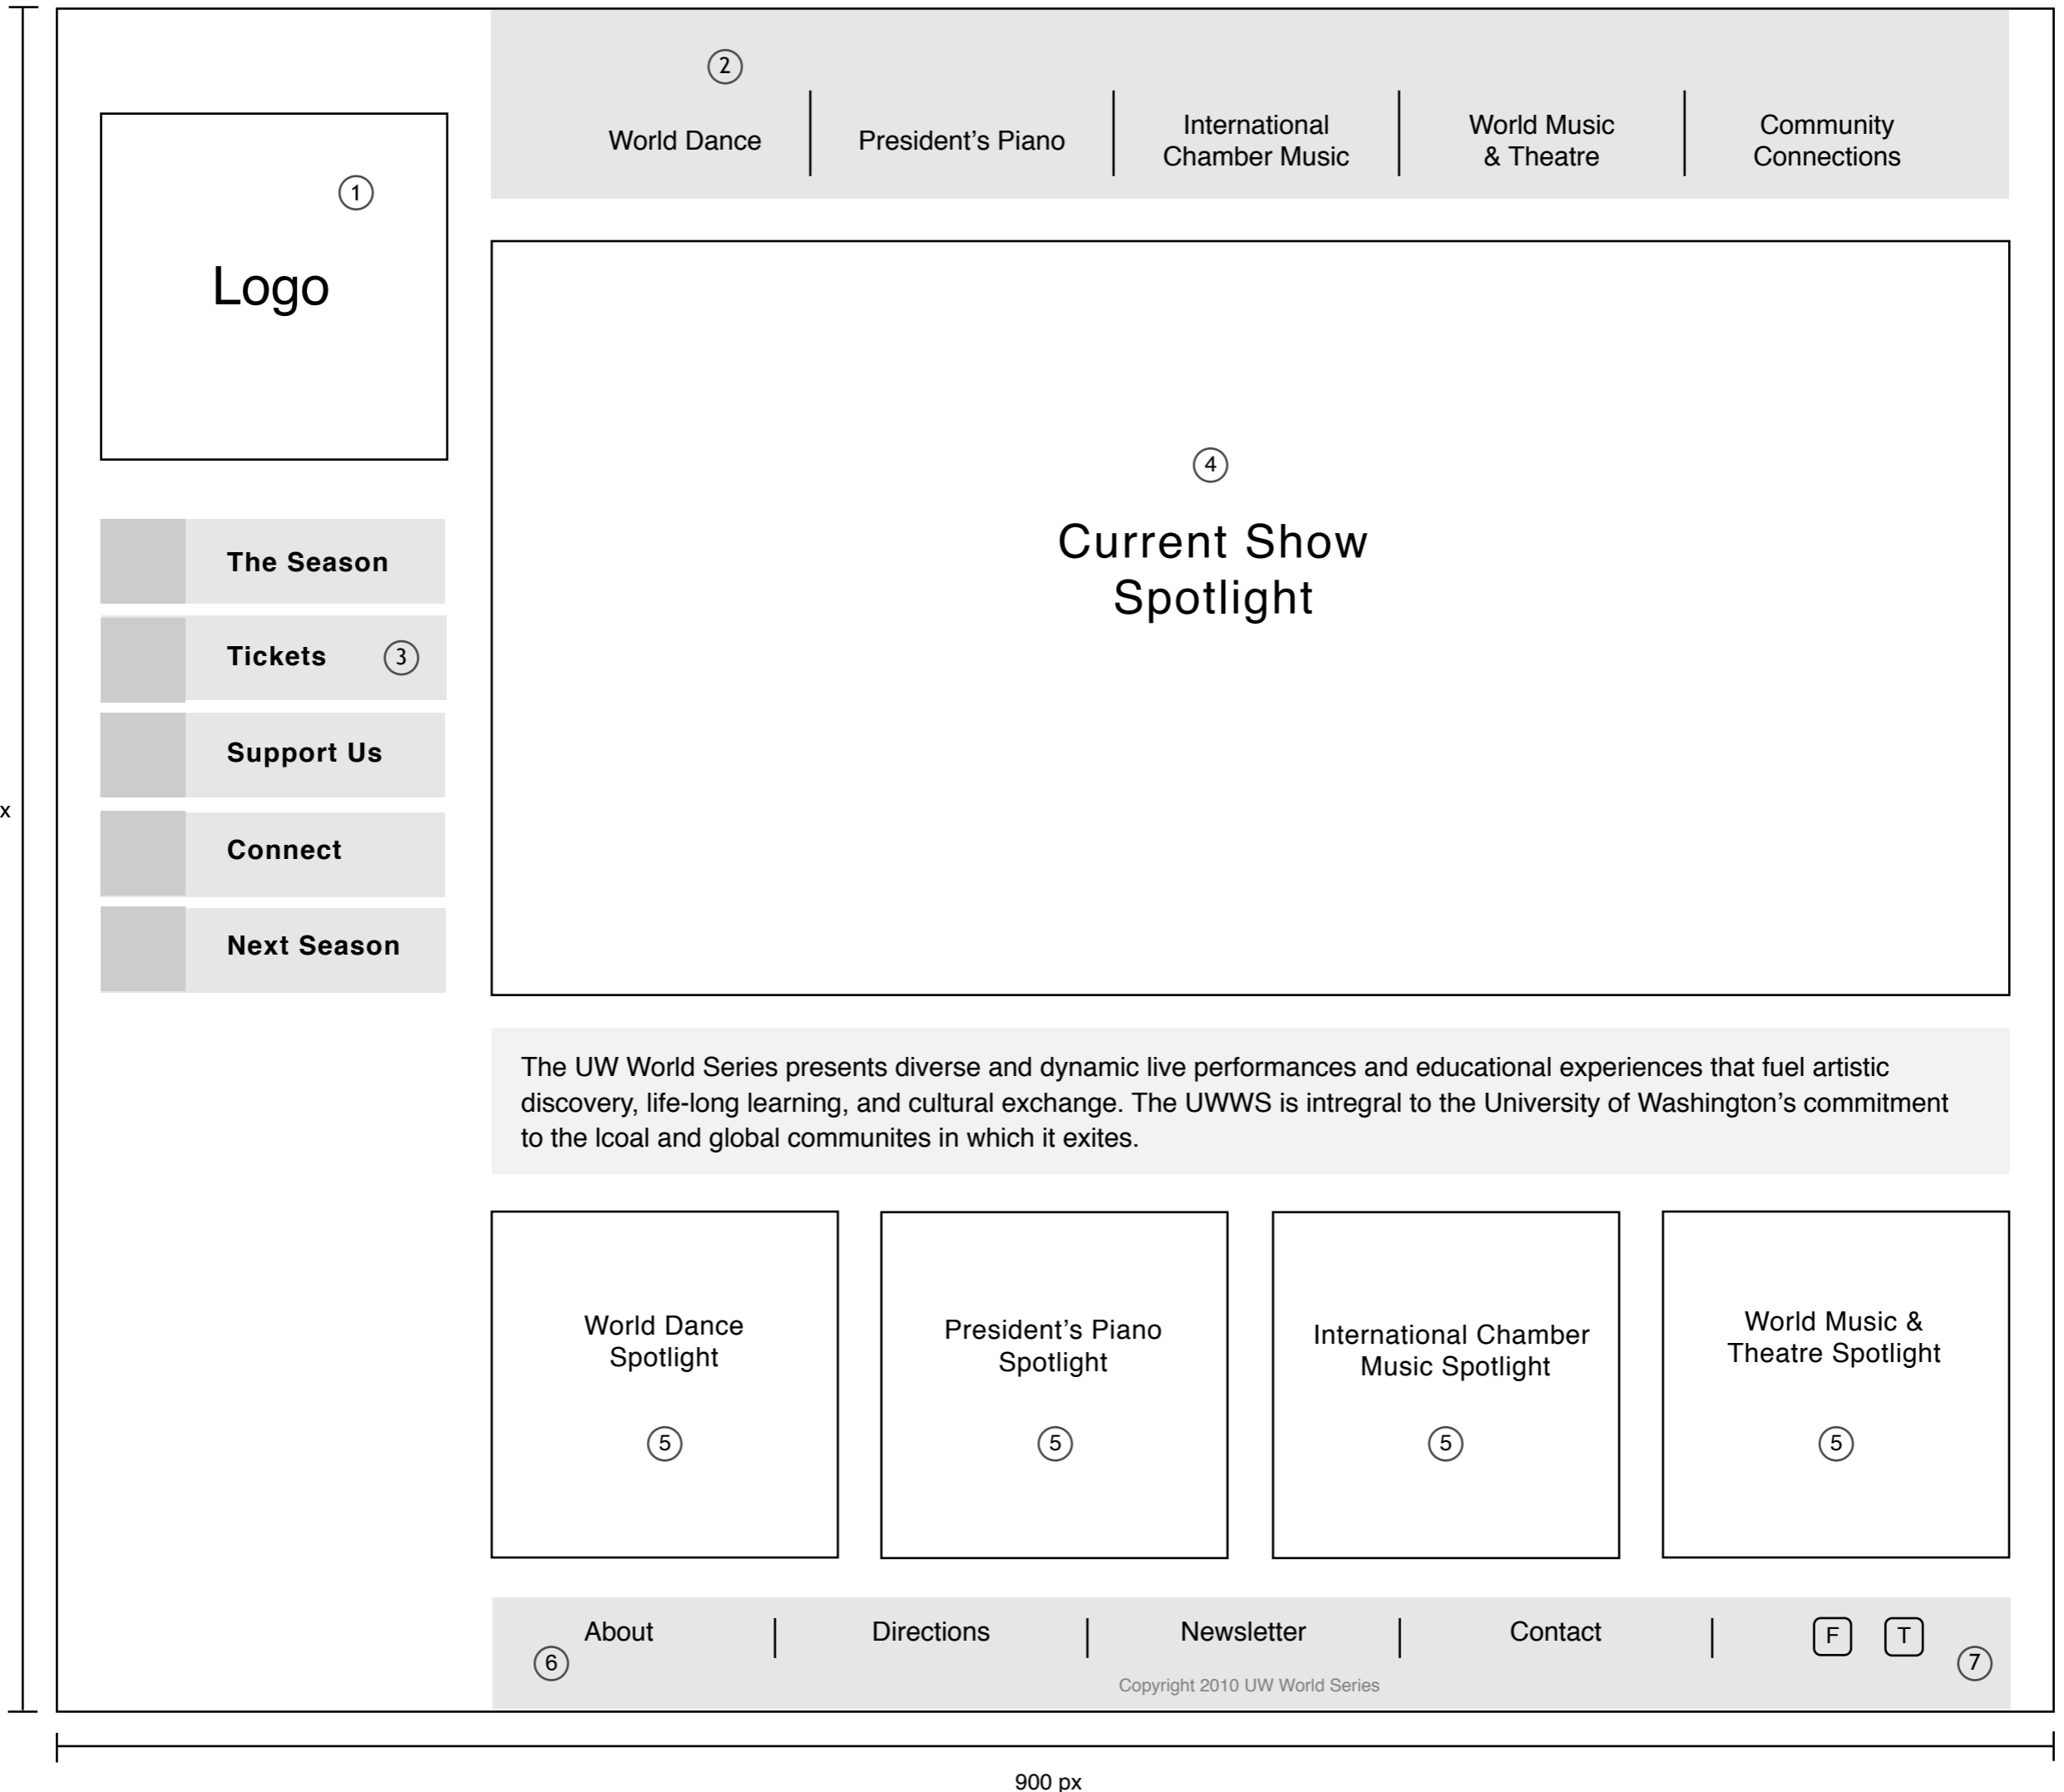 2
World Dance
President’s Piano
International
Chamber Music
World Music
& Theatre
Community
Connections
1
Logo
4
Current Show
Spotlight
The Season
Tickets
3
Support Us
x
Connect
Next Season
The UW World Series presents diverse and dynamic live performances and educational experiences that fuel artistic
discovery, life-long learning, and cultural exchange. The UWWS is intregral to the University of Washington’s commitment
to the lcoal and global communites in which it exites.
World Dance
Spotlight
5
President’s Piano
Spotlight
5
International Chamber
Music Spotlight
5
World Music &
Theatre Spotlight
5
About
Directions
Newsletter
Contact
F
T
6
7
Copyright 2010 UW World Series
900 px